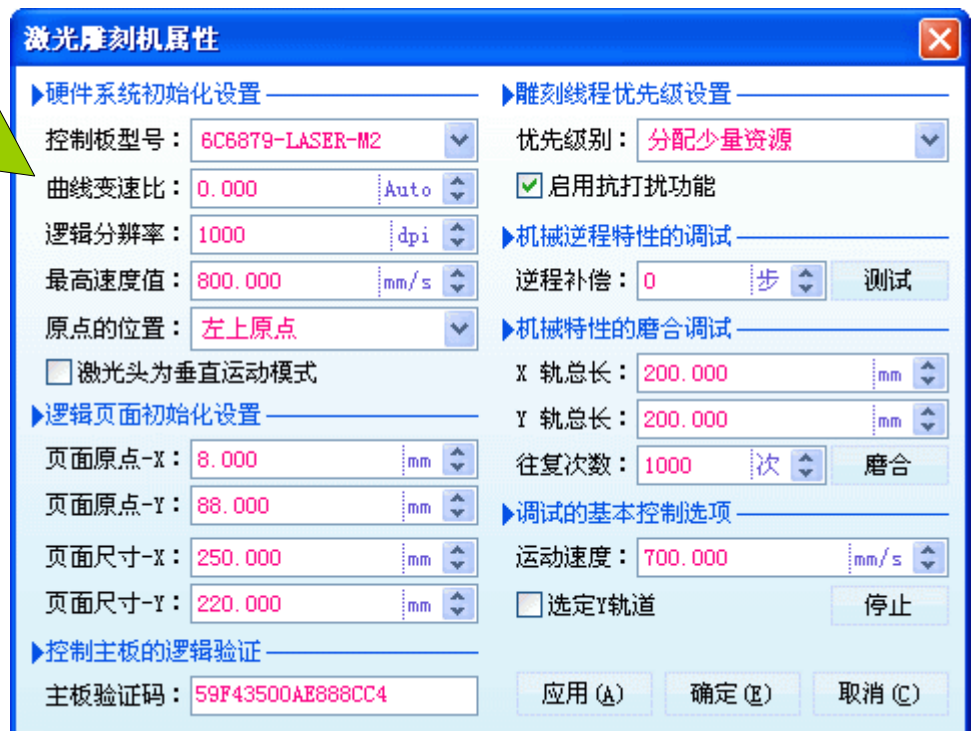 激光雕刻机属性
硬件系统初始化设置
控制板型号：6C6879-LASER-M2
曲线变速比：0.000 Auto
逻辑分辨率：1000 dpi
最高速度值：800.000 mm/s
原点的位置：左上原点
激光头为垂直运动模式
逻辑页面初始化设置
页面原点-X：8.000 mm
页面原点-Y：88.000 mm
页面尺寸-X：250.000 mm
页面尺寸-Y：220.000 mm
控制主板的逻辑验证
主板验证码：59F43500AE888CC4
雕刻线程优先级设置
优先级别：分配少量资源
启用抗打扰功能
机械逆程特性的调试
逆程补偿：0 步 测试
机械特性的磨合调试
X 轨总长：200.000 mm
Y 轨总长：200.000 mm
往复次数：1000 次 磨合
调试的基本控制选项
运动速度：700.000 mm/s
选定Y轨道 停止
应用(A) 确定(E) 取消(C)